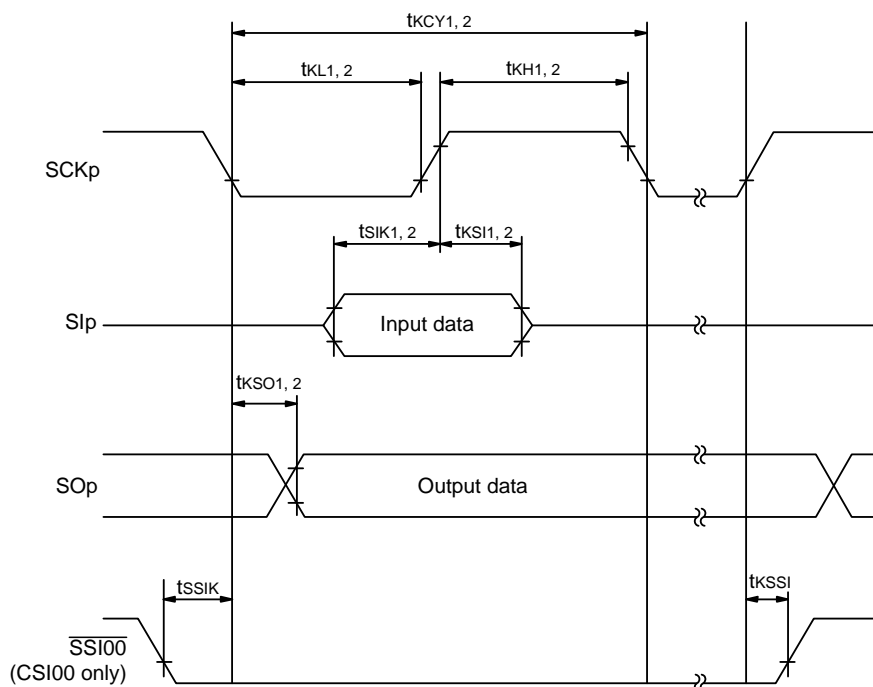 tKCY1, 2
tKL1, 2
tKH1, 2
SCKp
tSIK1, 2
tKSI1, 2
SIp
Input data
tKSO1, 2
SOp
Output data
tSSIK
tKSSI
SSI00
(CSI00 only)